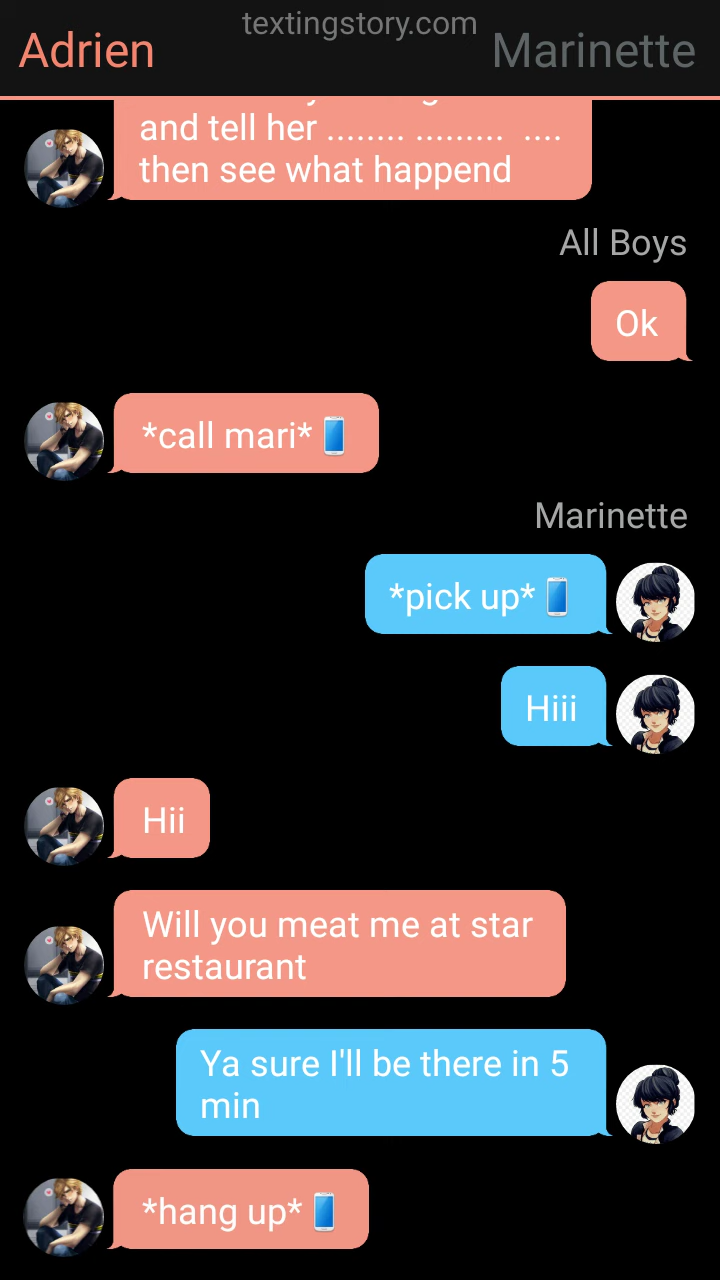 textingstory.com
Adrien
Marinette
and tell her ........ ......... ....
then see what happend
All Boys
Ok
*call mari*
Marinette
*pick up*
Hiii
Hii
Will you meat me at star
restaurant
Ya sure I'll be there in 5
min
*hang up*